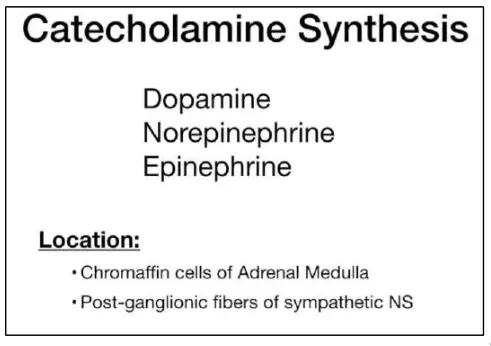 Catecholamine Synthesis
Dopamine
Norepinephrine
Epinephrine
Location:
• Chromaffin cells of Adrenal Medulla
• Post-ganglionic fibers of sympathetic NS